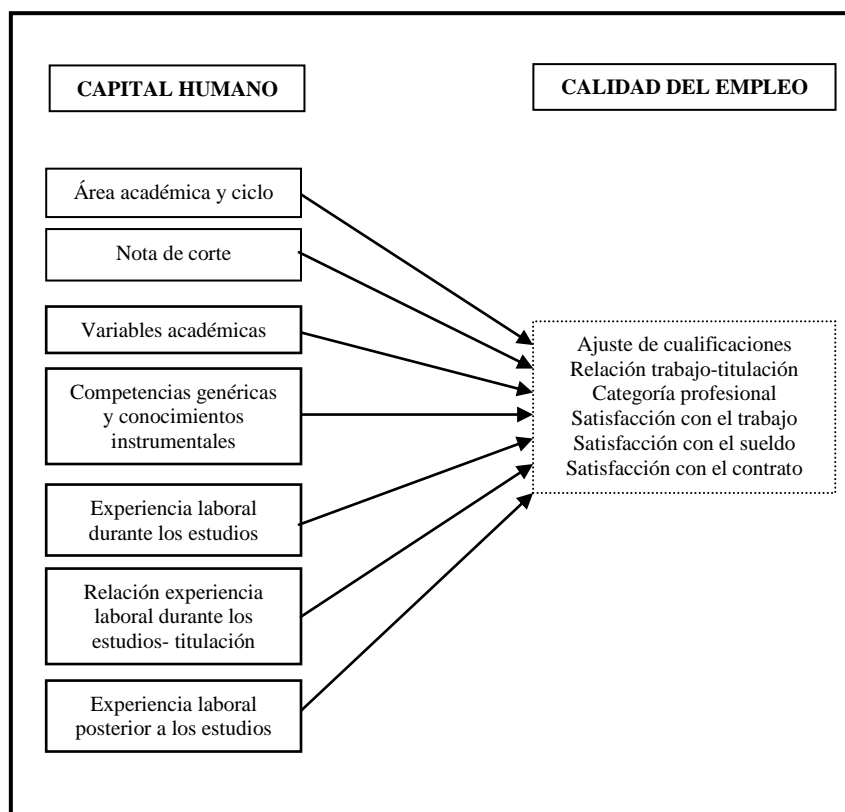 CAPITAL HUMANO
CALIDAD DEL EMPLEO
Área académica y ciclo
Nota de corte
Variables académicas
Competencias genéricas
y conocimientos
instrumentales
Experiencia laboral
durante los estudios
Relación experiencia
laboral durante los
estudios- titulación
Experiencia laboral
posterior a los estudios
Ajuste de cualificaciones
Relación trabajo-titulación
Categoría profesional
Satisfacción con el trabajo
Satisfacción con el sueldo
Satisfacción con el contrato